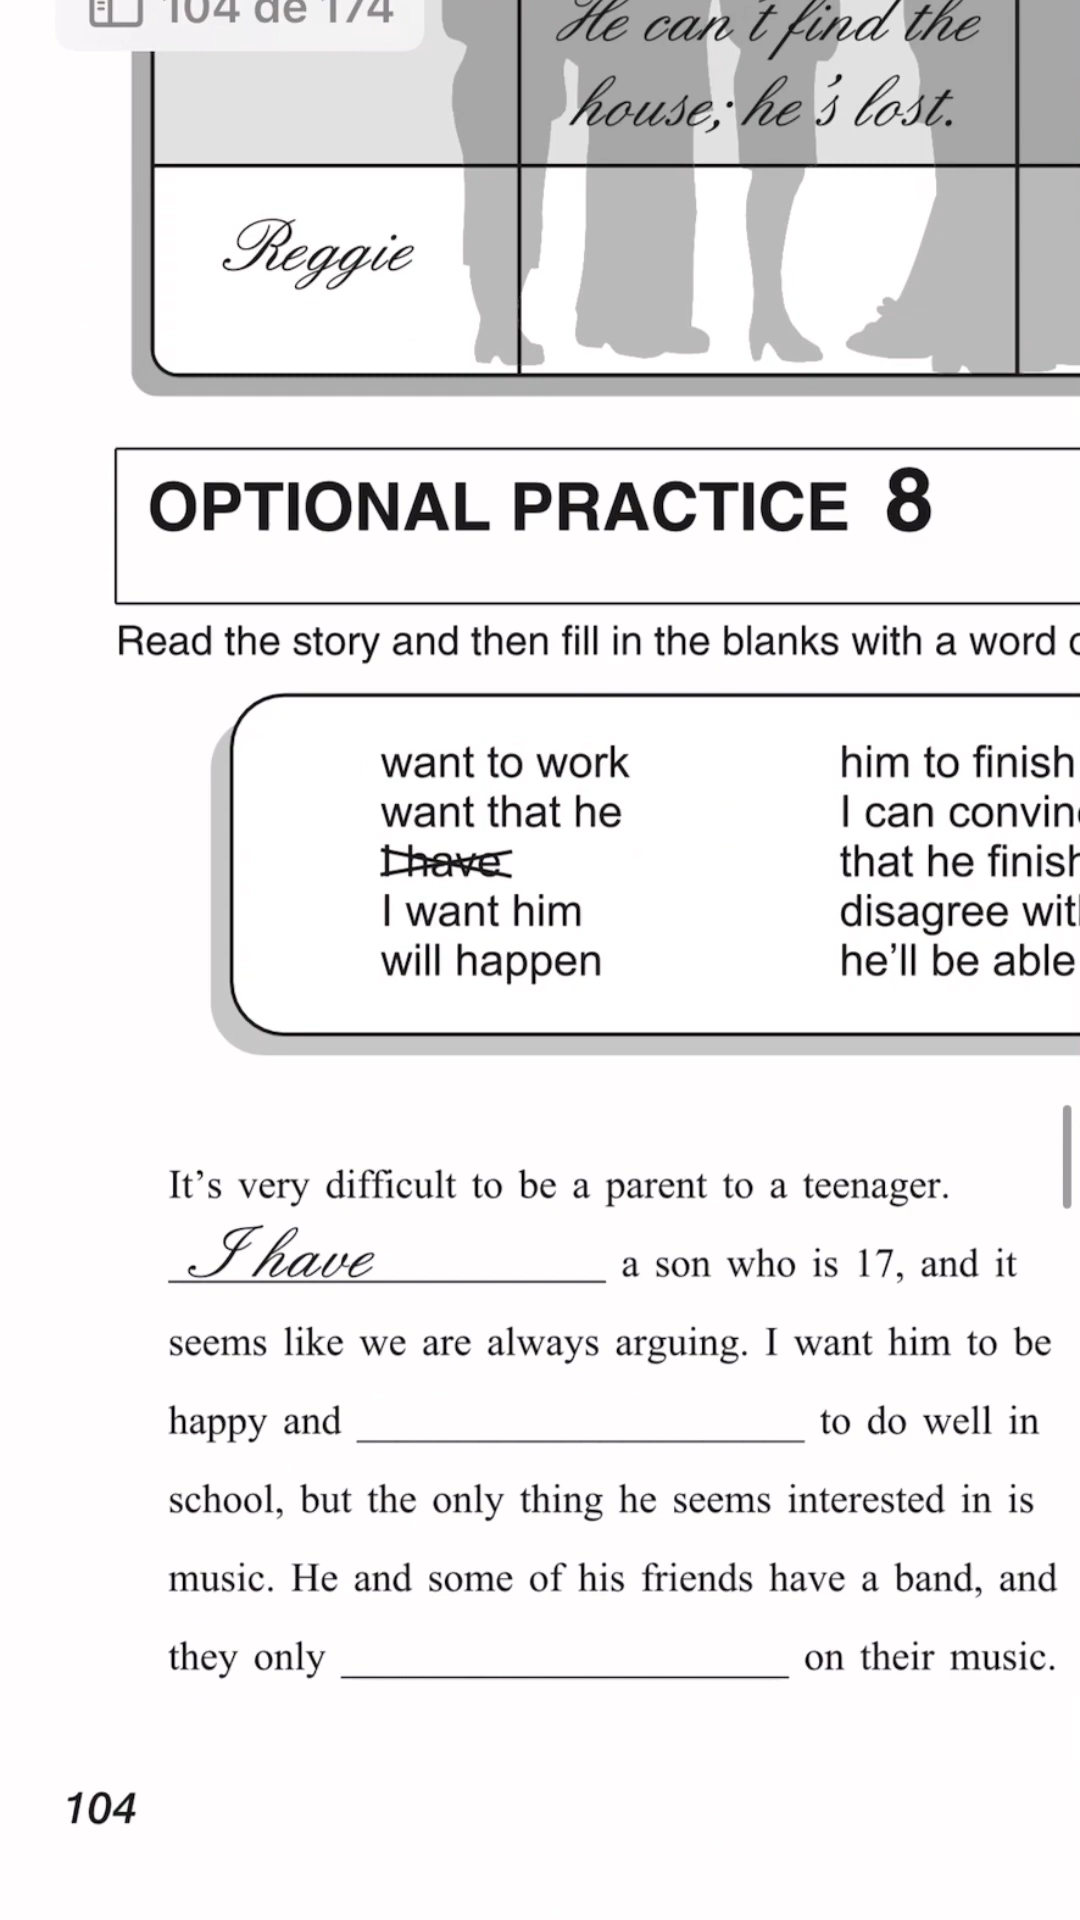 104 de 174
He can't find the
house; he's lost.
Reggie
OPTIONAL PRACTICE 8
Read the story and then fill in the blanks with a word
want to work
want that he
I have
I want him
will happen
him to finish
I can
that he
disagree
he'll be able
It's very difficult to be a parent to a teenager.
I have a son who is 17, and it
seems like we are always arguing. I want him to be
happy and to do well in
school, but the only thing he seems interested in is
music. He and some of his friends have a band, and
they only on their music.
104